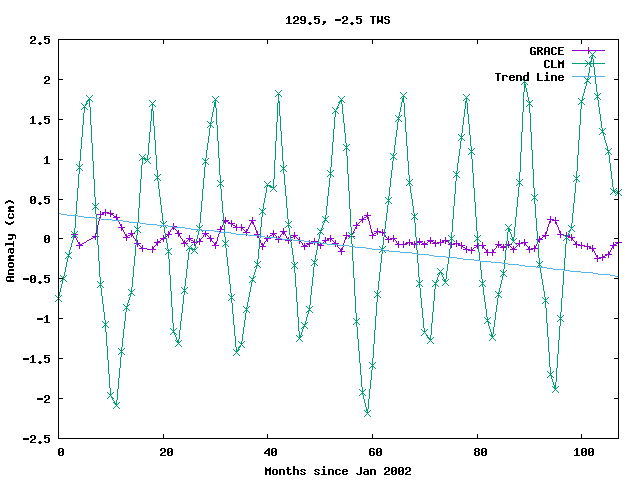 129.5, -2.5 TWS
GRACE
CLM
Trend Line
2.5
2
1.5
1
0.5
0
-0.5
-1
-1.5
-2
-2.5
Anomaly (cm)
0 20 40 60 80 100
Months since Jan 2002